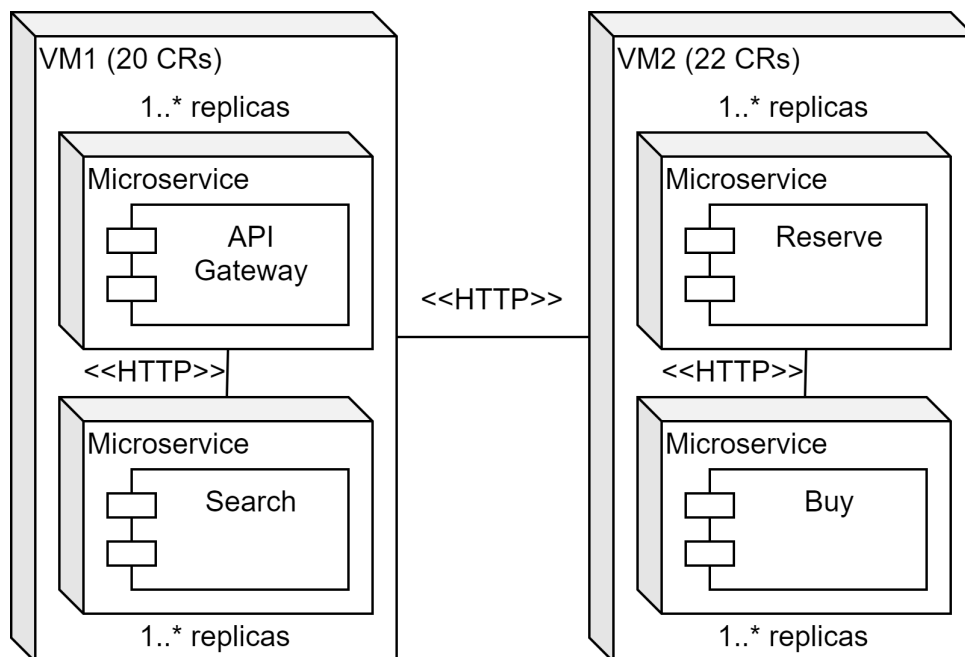 VM1 (20 CRs)
1..* replicas
Microservice
API
Gateway
<<HTTP>>
Microservice
Search
1..* replicas
<<HTTP>>
VM2 (22 CRs)
1..* replicas
Microservice
Reserve
<<HTTP>>
Microservice
Buy
1..* replicas